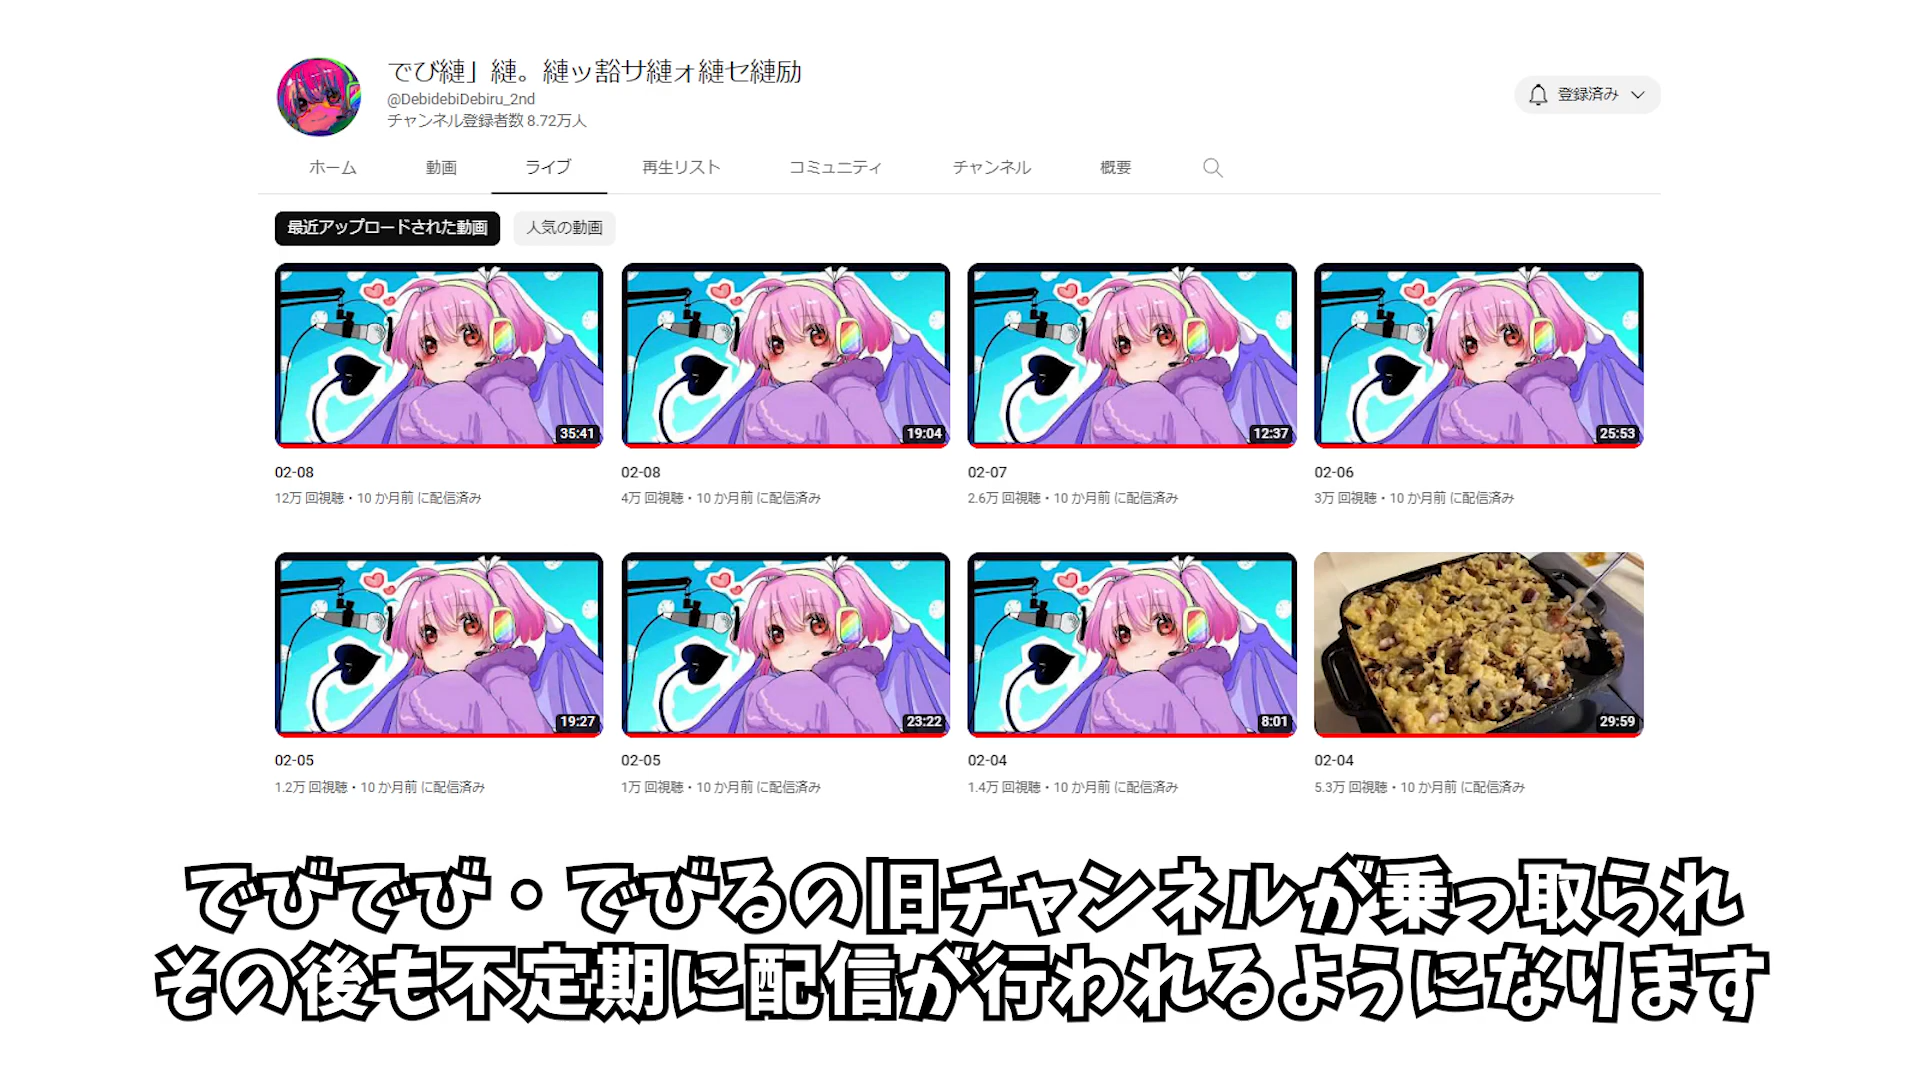 でび縺」縺。縺ッ豁サ縺ォ縺セ縺励
@DebidebiDebiru_2nd
チャンネル登録者数 8.72万人
登録済み
ホーム 動画 ライブ 再生リスト コミュニティ チャンネル 概要
最近アップロードされた動画 人気の動画
35:41 19:04 12:37 25:53
02-08 02-08 02-07 02-06
12万 回視聴・10 か月前 に配信済み 4万 回視聴・10 か月前 に配信済み 2.6万 回視聴・10 か月前 に配信済み 3万 回視聴・10 か月前 に配信済み
19:27 23:22 8:01 29:59
02-05 02-05 02-04 02-04
1.2万 回視聴・10 か月前 に配信済み 1万 回視聴・10 か月前 に配信済み 1.4万 回視聴・10 か月前 に配信済み 5.3万 回視聴・10 か月前 に配信済み
でびでび・でびるの旧チャンネルが乗っ取られ
その後も不定期に配信が行われるようになります